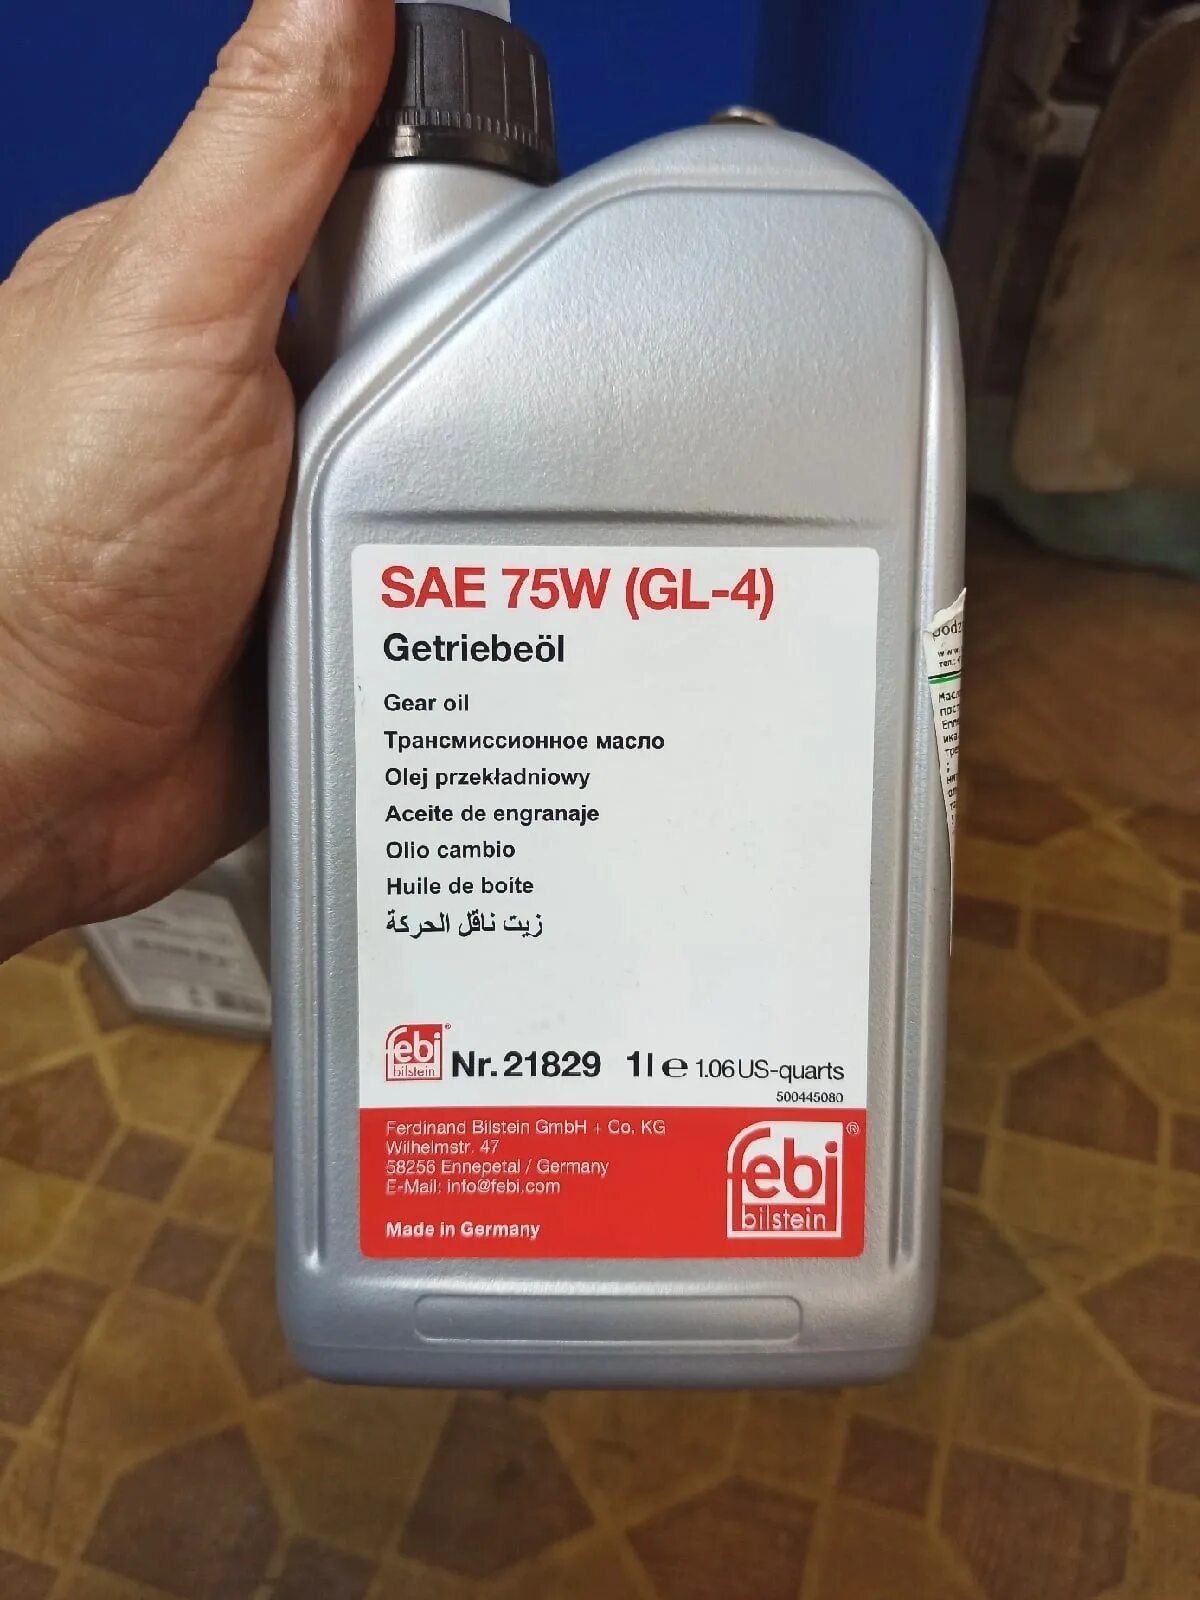 SAE 75W (GL-4)
Getriebeöl
Gear oil
Трансмиссионное масло
Olej przekładniowy
Aceite de engranaje
Olio cambio
Huile de boite
زيت ناقل الحركة
febi® bilstein Nr. 21829 1l e 1.06 US-quarts
500445080
Ferdinand Bilstein GmbH + Co. KG
Wilhelmstr. 47
58256 Ennepetal / Germany
E-Mail: info@febi.com
Made in Germany
febi®
bilstein